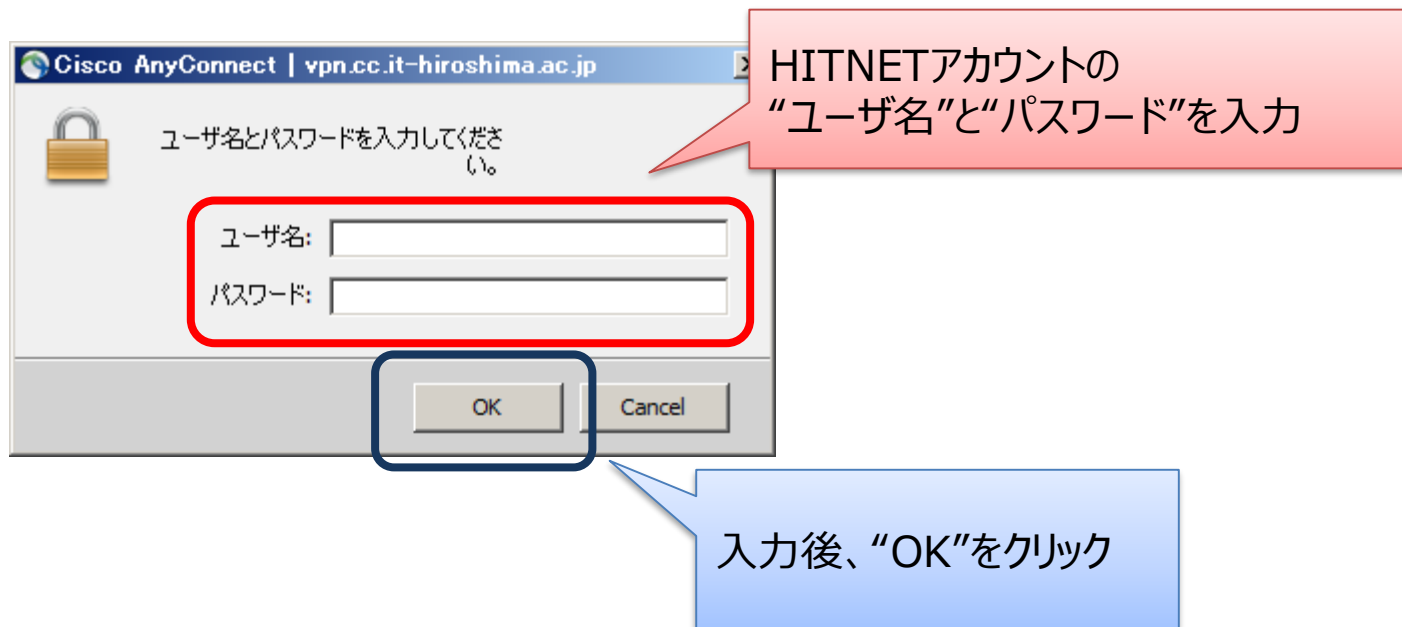 Cisco AnyConnect | vpn.cc.it-hiroshima.ac.jp
HITNETアカウントの
“ユーザ名”と“パスワード”を入力
ユーザ名とパスワードを入力してくださ
い。
ユーザ名:
パスワード:
OK
Cancel
入力後、“OK”をクリック